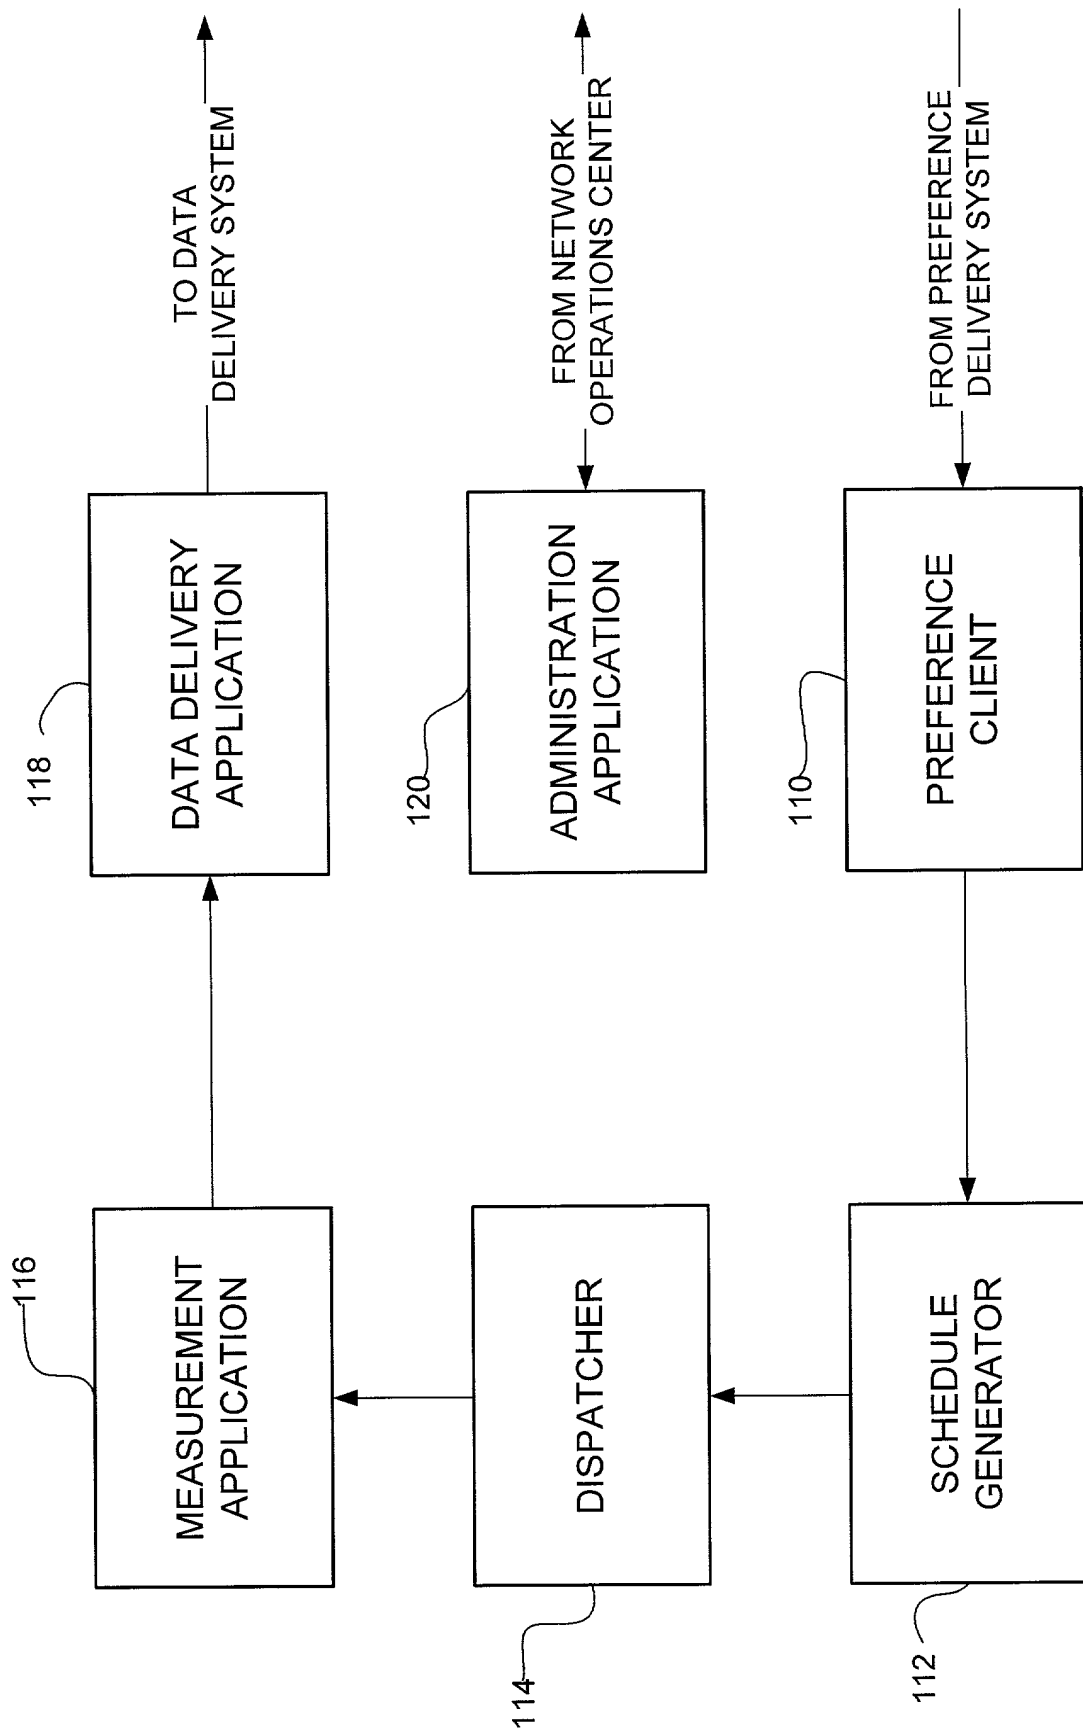 116
MEASUREMENT
APPLICATION
118
DATA DELIVERY
APPLICATION
TO DATA
DELIVERY SYSTEM
114
DISPATCHER
120
ADMINISTRATION
APPLICATION
FROM NETWORK
OPERATIONS CENTER
112
SCHEDULE
GENERATOR
110
PREFERENCE
CLIENT
FROM PREFERENCE
DELIVERY SYSTEM